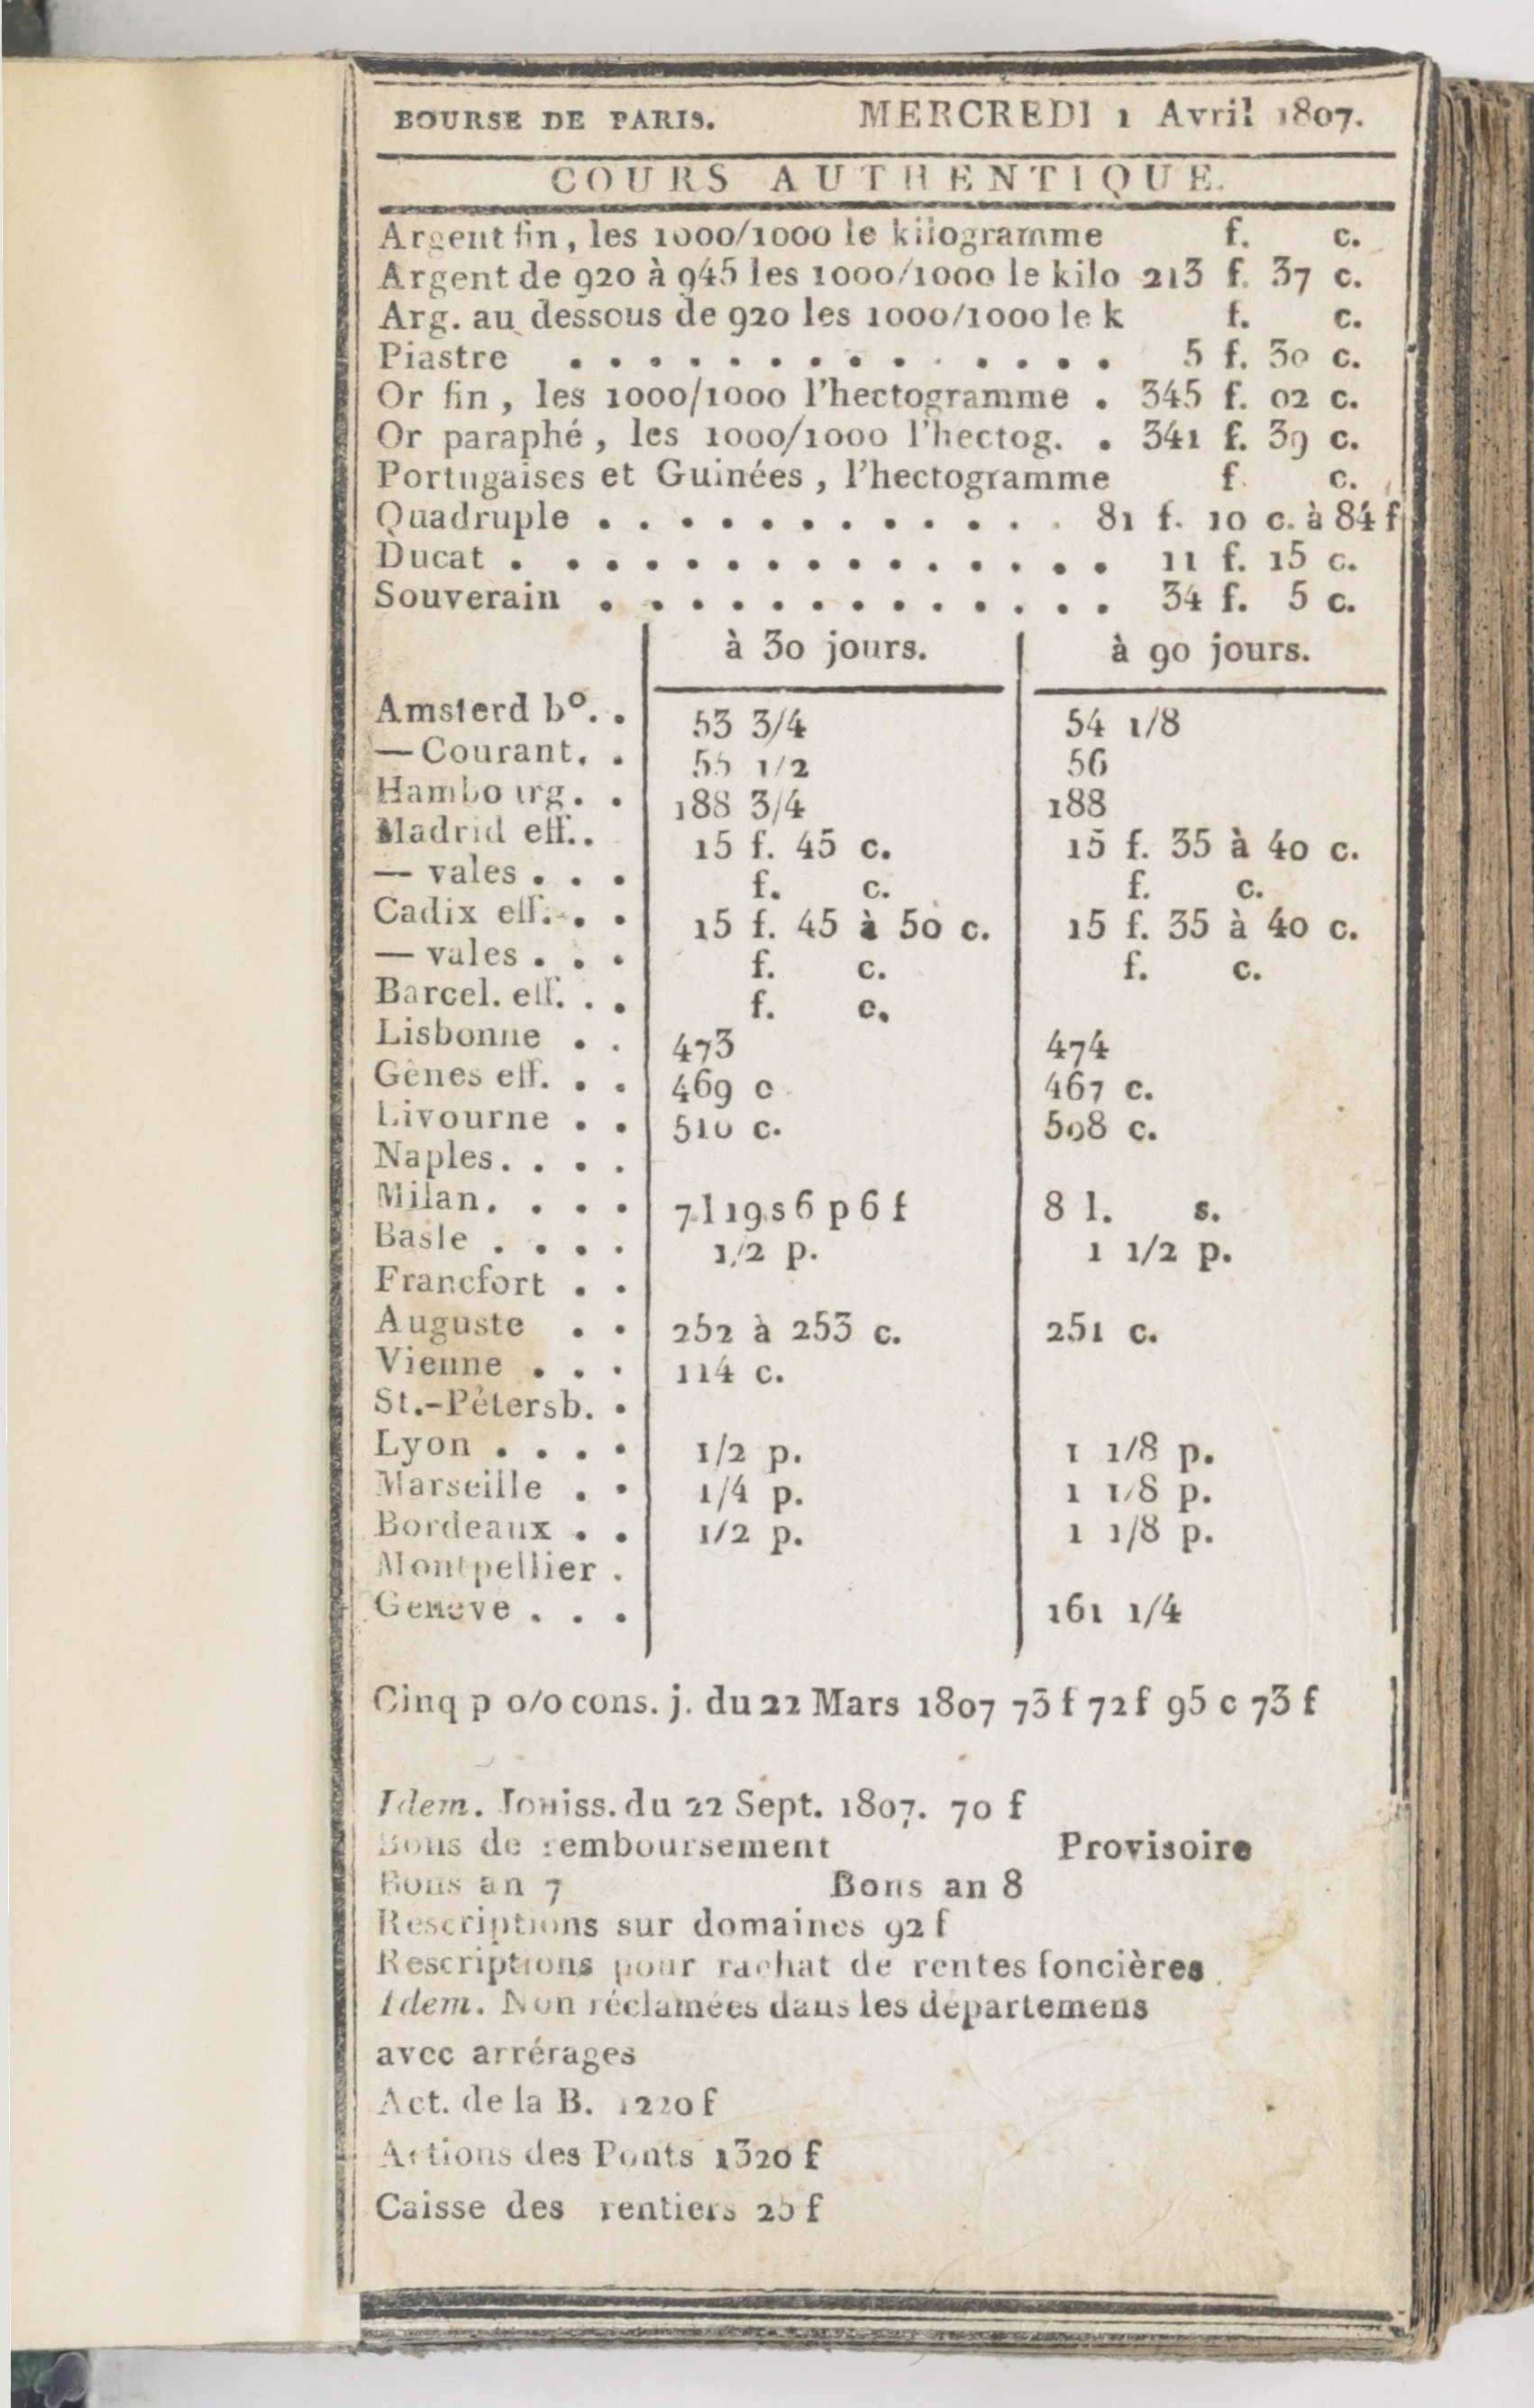 BOURSE DE PARIS. MERCREDI 1 Avril 1807.
COURS AUTHENTIQUE.
Argent fin, les 1000/1000 le kilogramme f. c.
Argent de 920 à 945 les 1000/1000 le kilo 213 f. 37 c.
Arg. au dessous de 920 les 1000/1000 le k f. c.
Piastre . . . . . . . . . . . . . . 5 f. 30 c.
Or fin, les 1000/1000 l'hectogramme . 345 f. 02 c.
Or paraphé, les 1000/1000 l'hectog. . 341 f. 39 c.
Portugaises et Guinées, l'hectogramme f. c.
Quadruple . . . . . . . . . . . . 81 f. 10 c. à 84 f
Ducat . . . . . . . . . . . . . . . 11 f. 15 c.
Souverain . . . . . . . . . . . . . 34 f. 5 c.
à 30 jours. à 90 jours.
Amsterd bº. . 53 3/4 54 1/8
— Courant. . 55 1/2 56
Hambourg. . 188 3/4 188
Madrid eff.. 15 f. 45 c. 15 f. 35 à 40 c.
— vales . . . f. c. f. c.
Cadix eff. . . 15 f. 45 à 50 c. 15 f. 35 à 40 c.
— vales . . . f. c. f. c.
Barcel. eff. . . f. c.
Lisbonne . . 473 474
Gênes eff. . . 469 c 467 c.
Livourne . . 510 c. 508 c.
Naples. . . .
Milan. . . . 7 l 19 s 6 p 6 f 8 l. s.
Basle . . . . 1/2 p. 1 1/2 p.
Francfort . .
Auguste . . 252 à 253 c. 251 c.
Vienne . . . 114 c.
St.-Pétersb. .
Lyon . . . . 1/2 p. 1 1/8 p.
Marseille . . 1/4 p. 1 1/8 p.
Bordeaux . . 1/2 p. 1 1/8 p.
Montpellier .
Genève . . . 161 1/4
Cinq p o/o cons. j. du 22 Mars 1807 73 f 72 f 95 c 73 f
Idem. Jouiss. du 22 Sept. 1807. 70 f
Bons de remboursement Provisoire
Bons an 7 Bons an 8
Rescriptions sur domaines 92 f
Rescriptions pour rachat de rentes foncières
Idem. Non réclamées dans les départemens
avec arrérages
Act. de la B. 1220 f
Actions des Ponts 1320 f
Caisse des rentiers 25 f